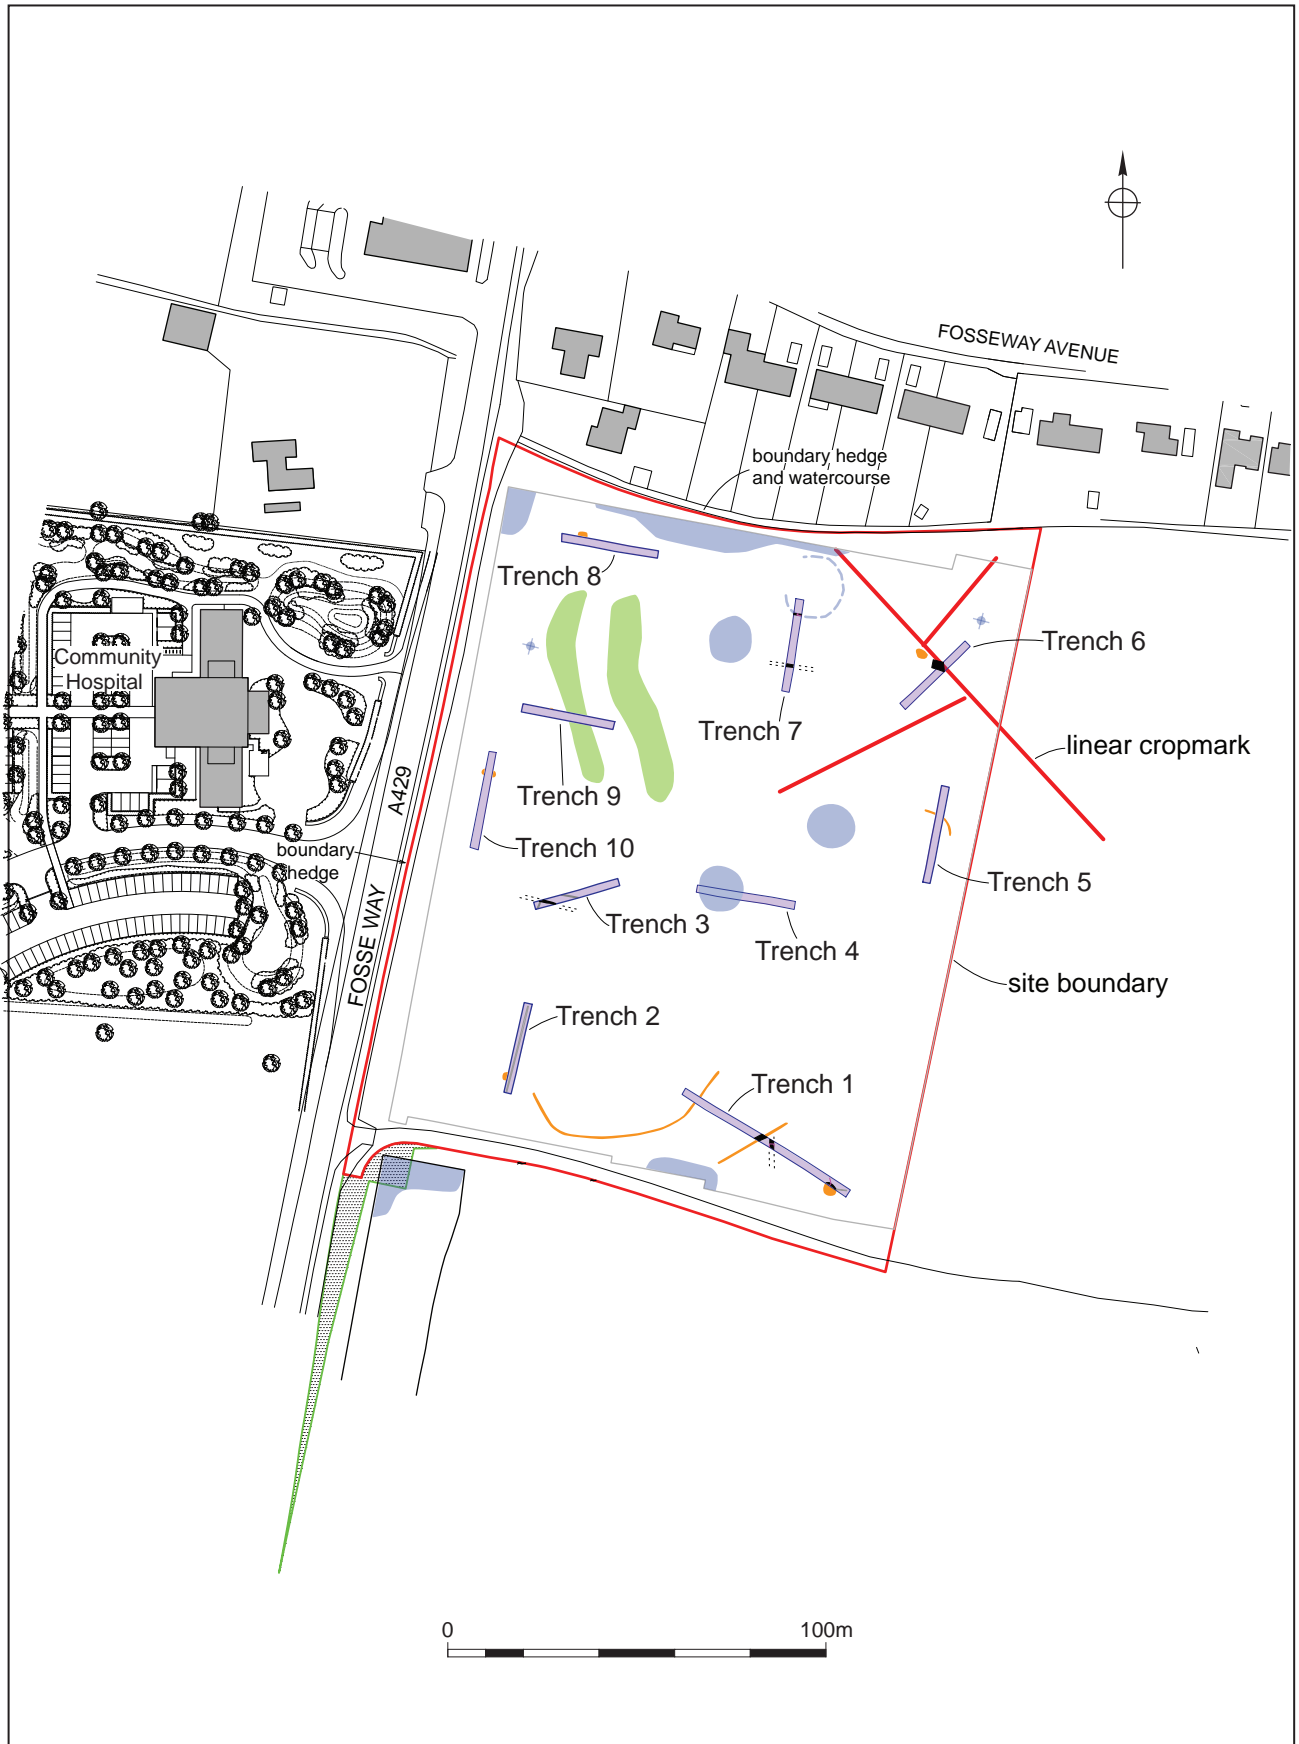 FOSSEWAY AVENUE
boundary hedge
and watercourse
Trench 8
Community
Hospital
Trench 6
Trench 7
linear cropmark
A429
Trench 9
boundary
hedge
Trench 10
Trench 5
Trench 3
Trench 4
FOSSE WAY
site boundary
Trench 2
Trench 1
0 100m